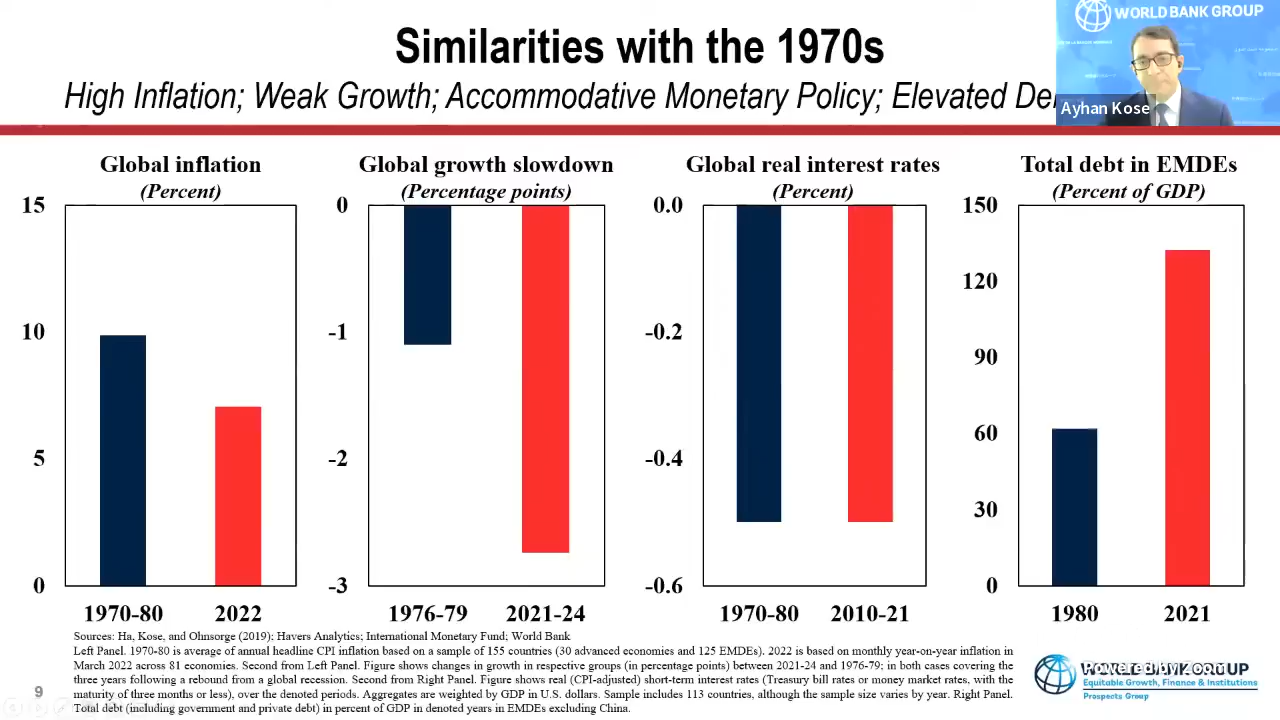 Similarities with the 1970s
High Inflation; Weak Growth; Accommodative Monetary Policy; Elevated
WORLD BANK GROUP
Ayhan Kose
Global inflation
(Percent)
15
10
5
0
1970-80 2022
Global growth slowdown
(Percentage points)
0
-1
-2
-3
1976-79 2021-24
Global real interest rates
(Percent)
0.0
-0.2
-0.4
-0.6
1970-80 2010-21
Total debt in EMDEs
(Percent of GDP)
150
120
90
60
30
0
1980 2021
Sources: Ha, Kose, and Ohnsorge (2019); Havers Analytics; International Monetary Fund; World Bank
Left Panel. 1970-80 is average of annual headline CPI inflation based on a sample of 155 countries (30 advanced economies and 125 EMDEs). 2022 is based on monthly year-on-year inflation in
March 2022 across 81 economies. Second from Left Panel. Figure shows changes in growth in respective groups (in percentage points) between 2021-24 and 1976-79; in both cases covering the
three years following a rebound from a global recession. Second from Right Panel. Figure shows real (CPI-adjusted) short-term interest rates (Treasury bill rates or money market rates, with the
maturity of three months or less), over the denoted periods. Aggregates are weighted by GDP in U.S. dollars. Sample includes 113 countries, although the sample size varies by year. Right Panel.
Total debt (including government and private debt) in percent of GDP in denoted years in EMDEs excluding China.
9
WORLD BANK GROUP
Powered by Zoom
Equitable Growth, Finance & Institutions
Prospects Group